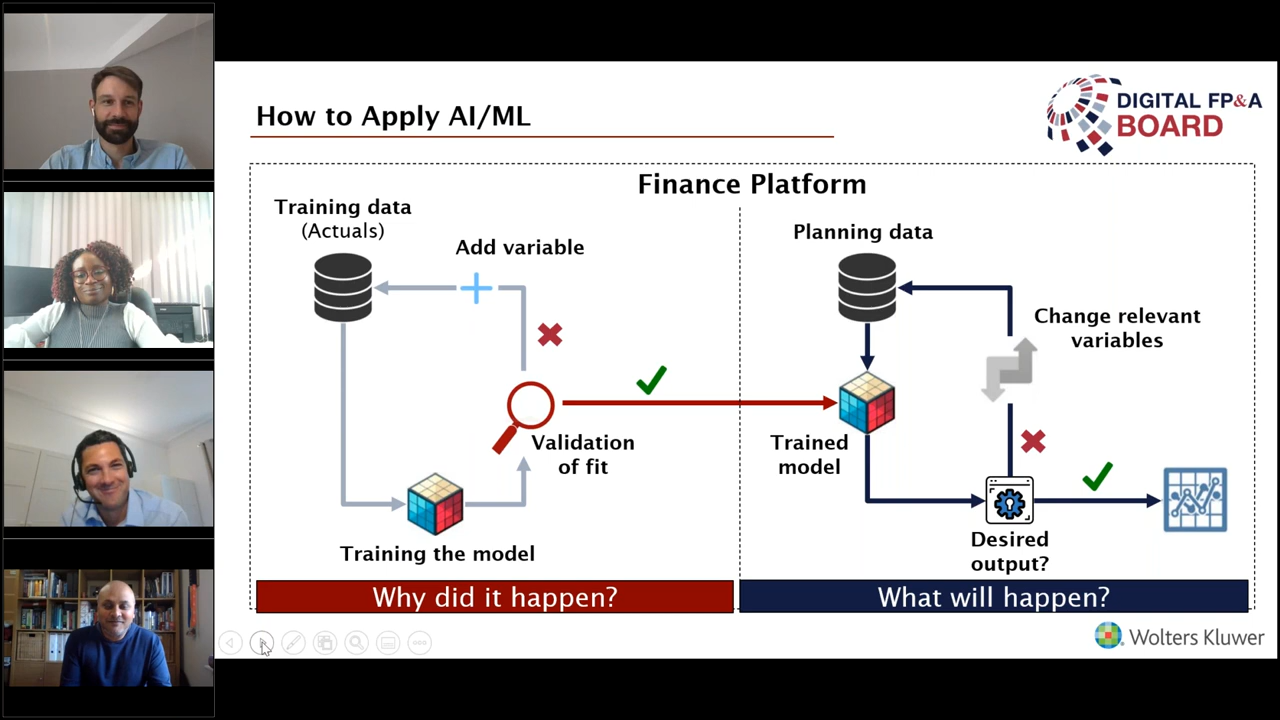 How to Apply AI/ML
DIGITAL FP&A
BOARD
Finance Platform
Training data
(Actuals)
Add variable
Validation
of fit
Training the model
Why did it happen?
Planning data
Change relevant
variables
Trained
model
Desired
output?
What will happen?
Wolters Kluwer